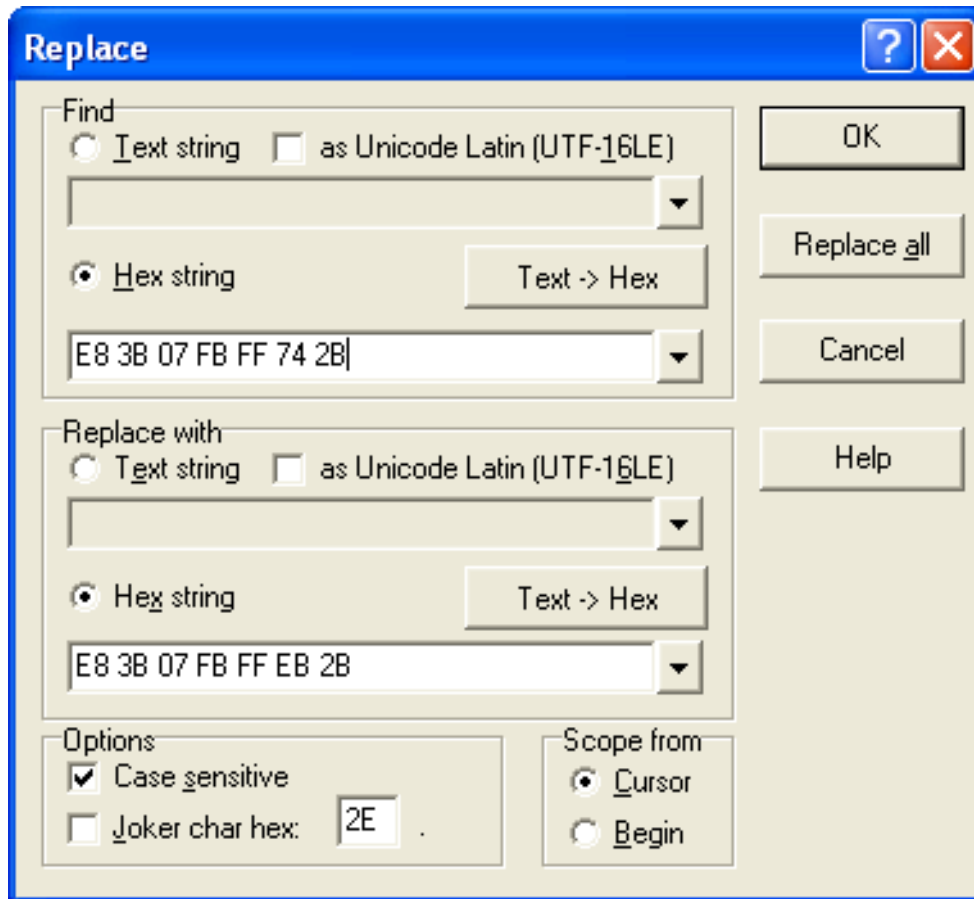 Replace
Find
Text string as Unicode Latin (UTF-16LE)
OK
Hex string Text -> Hex
Replace all
E8 3B 07 FB FF 74 2B
Cancel
Replace with
Text string as Unicode Latin (UTF-16LE)
Help
Hex string Text -> Hex
E8 3B 07 FB FF EB 2B
Options
Case sensitive
Joker char hex: 2E .
Scope from
Cursor
Begin